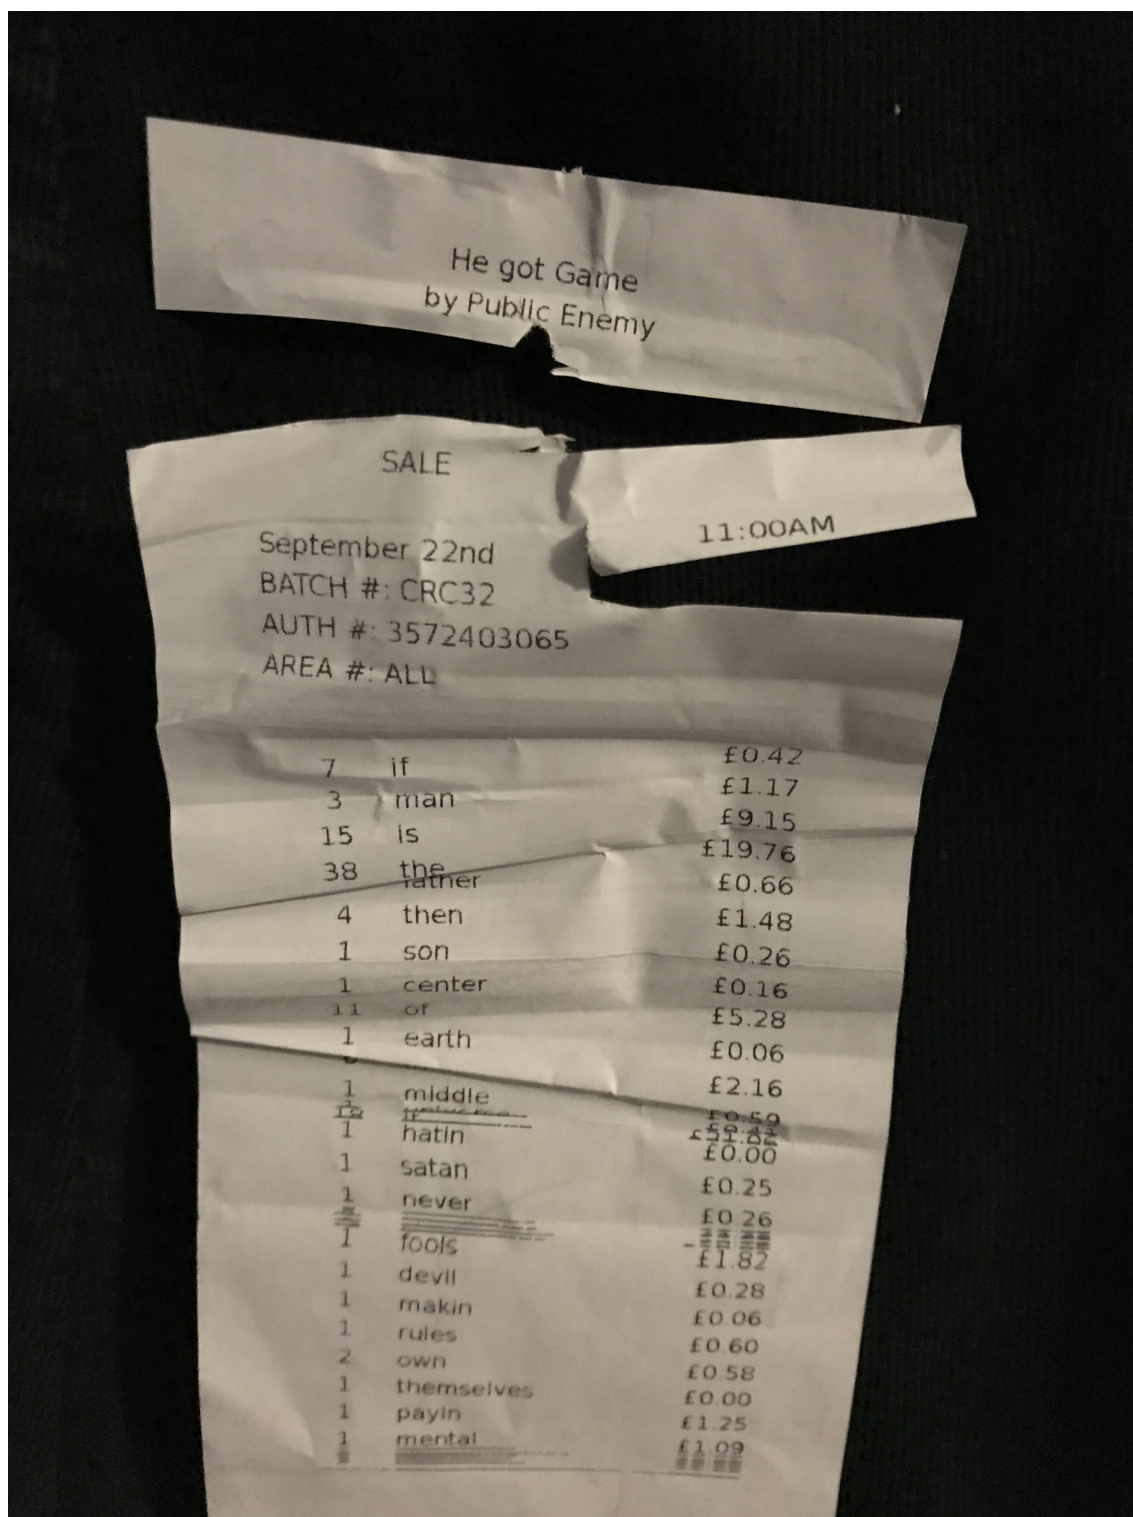 He got Game
by Public Enemy
SALE
11:00AM
September 22nd
BATCH #: CRC32
AUTH #: 3572403065
AREA #: ALL
7 if £0.42
3 man £1.17
15 is £9.15
38 the £19.76
father £0.66
4 then £1.48
1 son £0.26
1 center £0.16
11 of £5.28
1 earth £0.06
£2.16
1 middle £0.59
1 hatin £0.00
1 satan £0.25
1 never £0.26
1 fools £1.82
1 devil £0.28
1 makin £0.06
1 rules £0.60
2 own £0.58
1 themselves £0.00
1 payin £1.25
1 mental £1.09